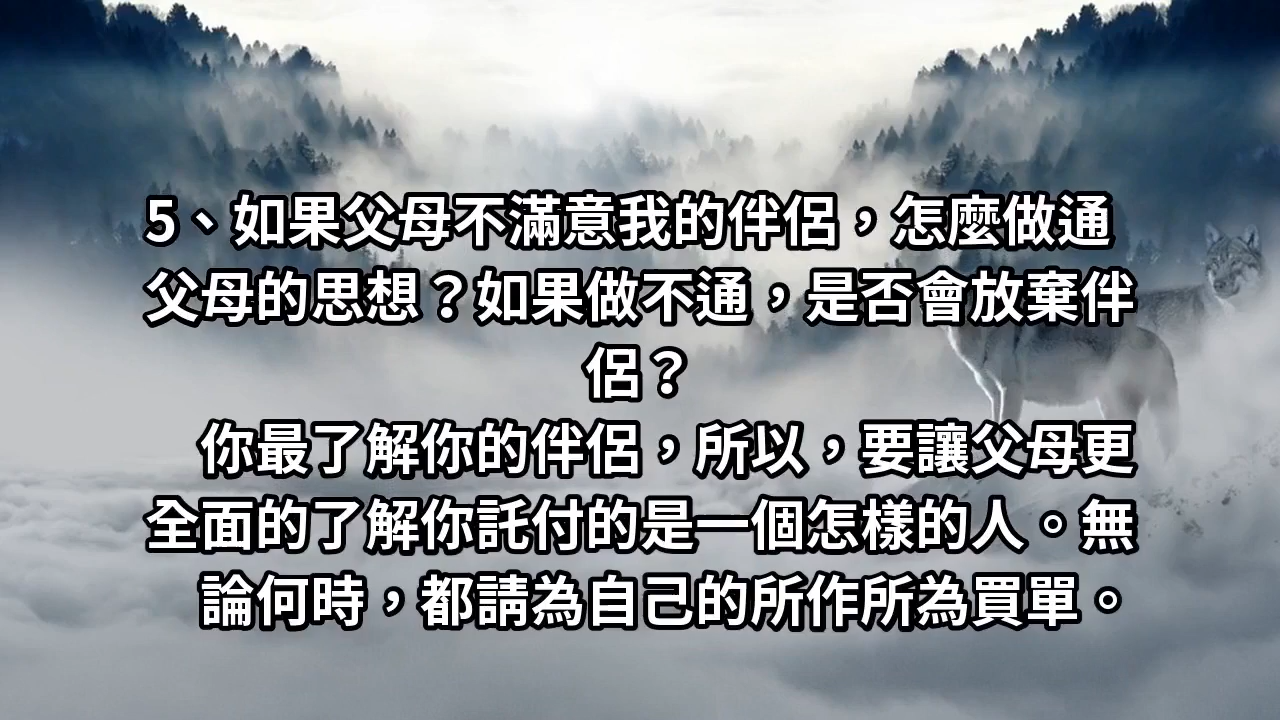 5、如果父母不滿意我的伴侶，怎麼做通
父母的思想？如果做不通，是否會放棄伴
侶？
你最了解你的伴侶，所以，要讓父母更
全面的了解你託付的是一個怎樣的人。無
論何時，都請為自己的所作所為買單。